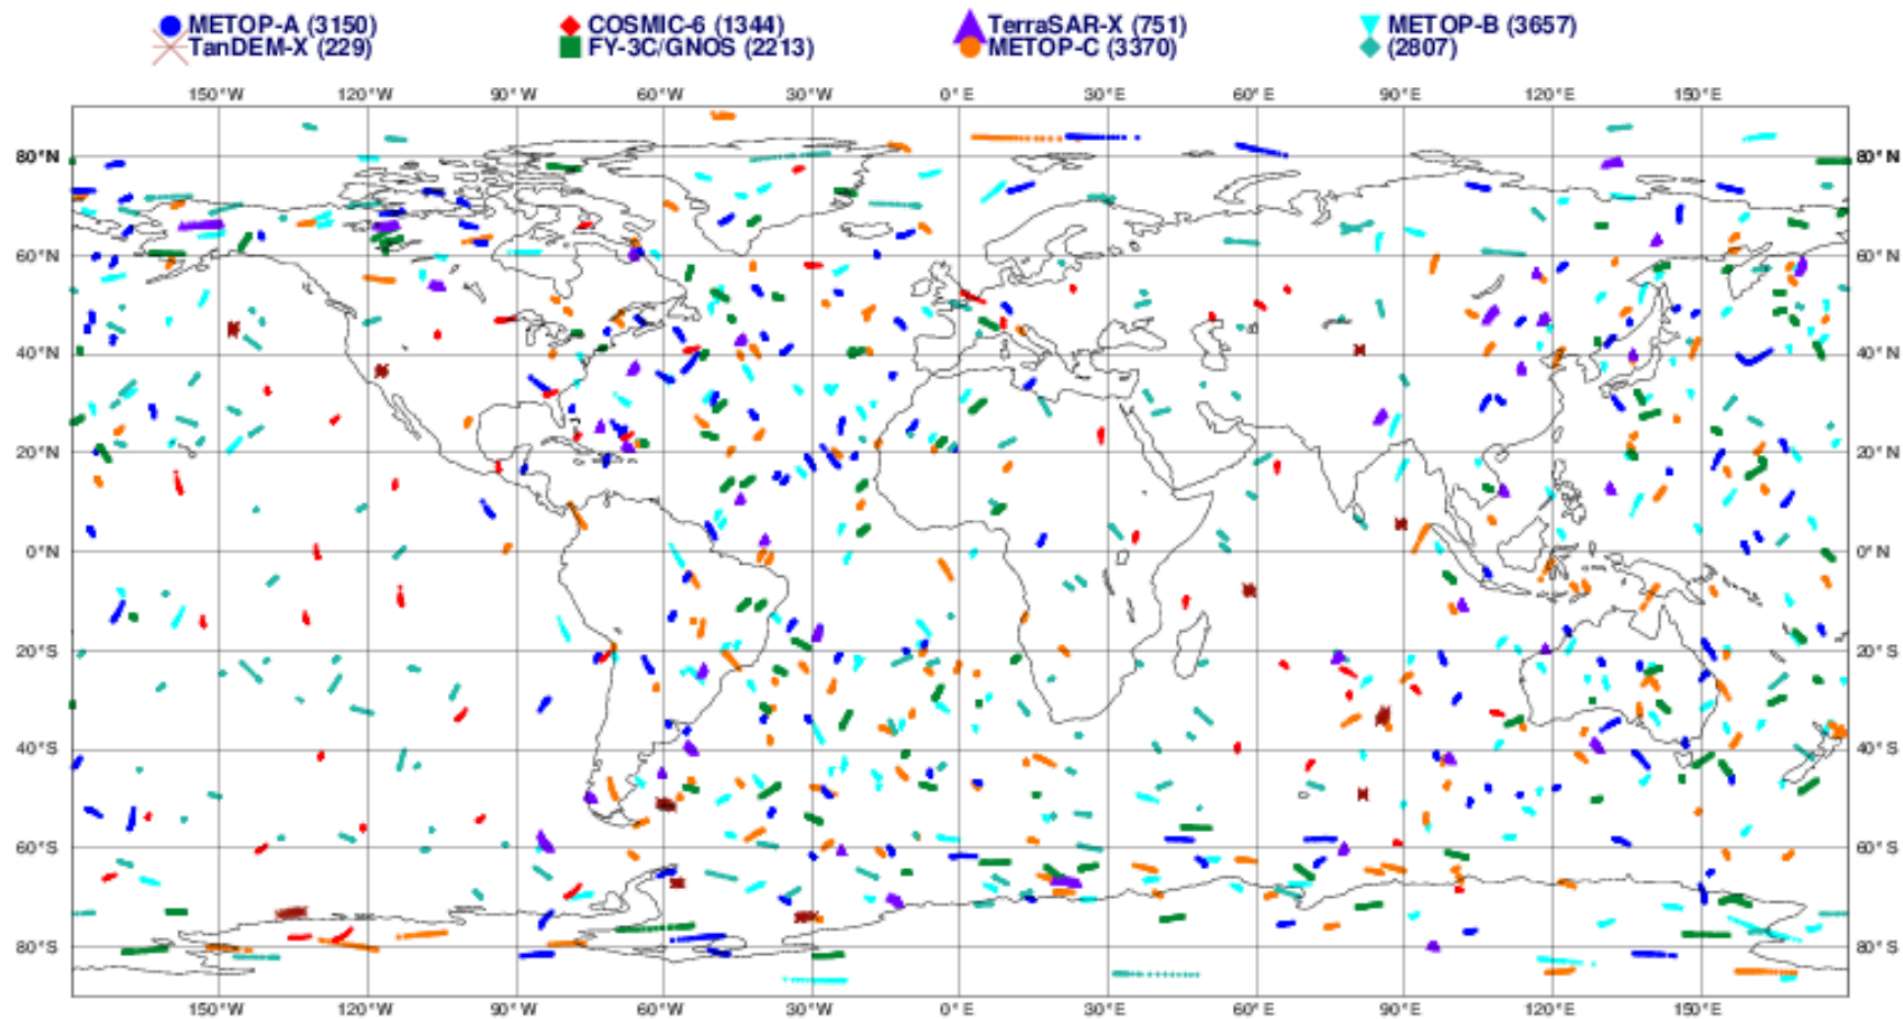 METOP-A (3150) COSMIC-6 (1344) TerraSAR-X (751) METOP-B (3657)
TanDEM-X (229) FY-3C/GNOS (2213) METOP-C (3370) (2807)
150°W 120°W 90°W 60°W 30°W 0°E 30°E 60°E 90°E 120°E 150°E
80°N 80°N
60°N 60°N
40°N 40°N
20°N 20°N
0°N 0°N
20°S 20°S
40°S 40°S
60°S 60°S
80°S 80°S
150°W 120°W 90°W 60°W 30°W 0°E 30°E 60°E 90°E 120°E 150°E